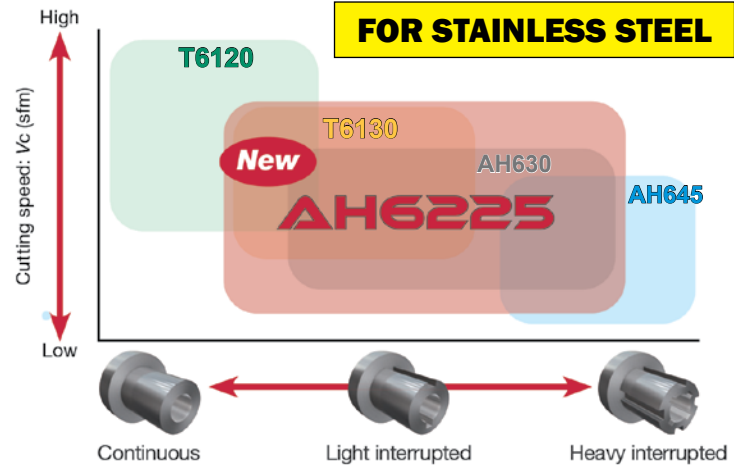 High
FOR STAINLESS STEEL
T6120
T6130
New
AH630
AH6225
AH645
Cutting speed: Vc (sfm)
Low
Continuous
Light interrupted
Heavy interrupted